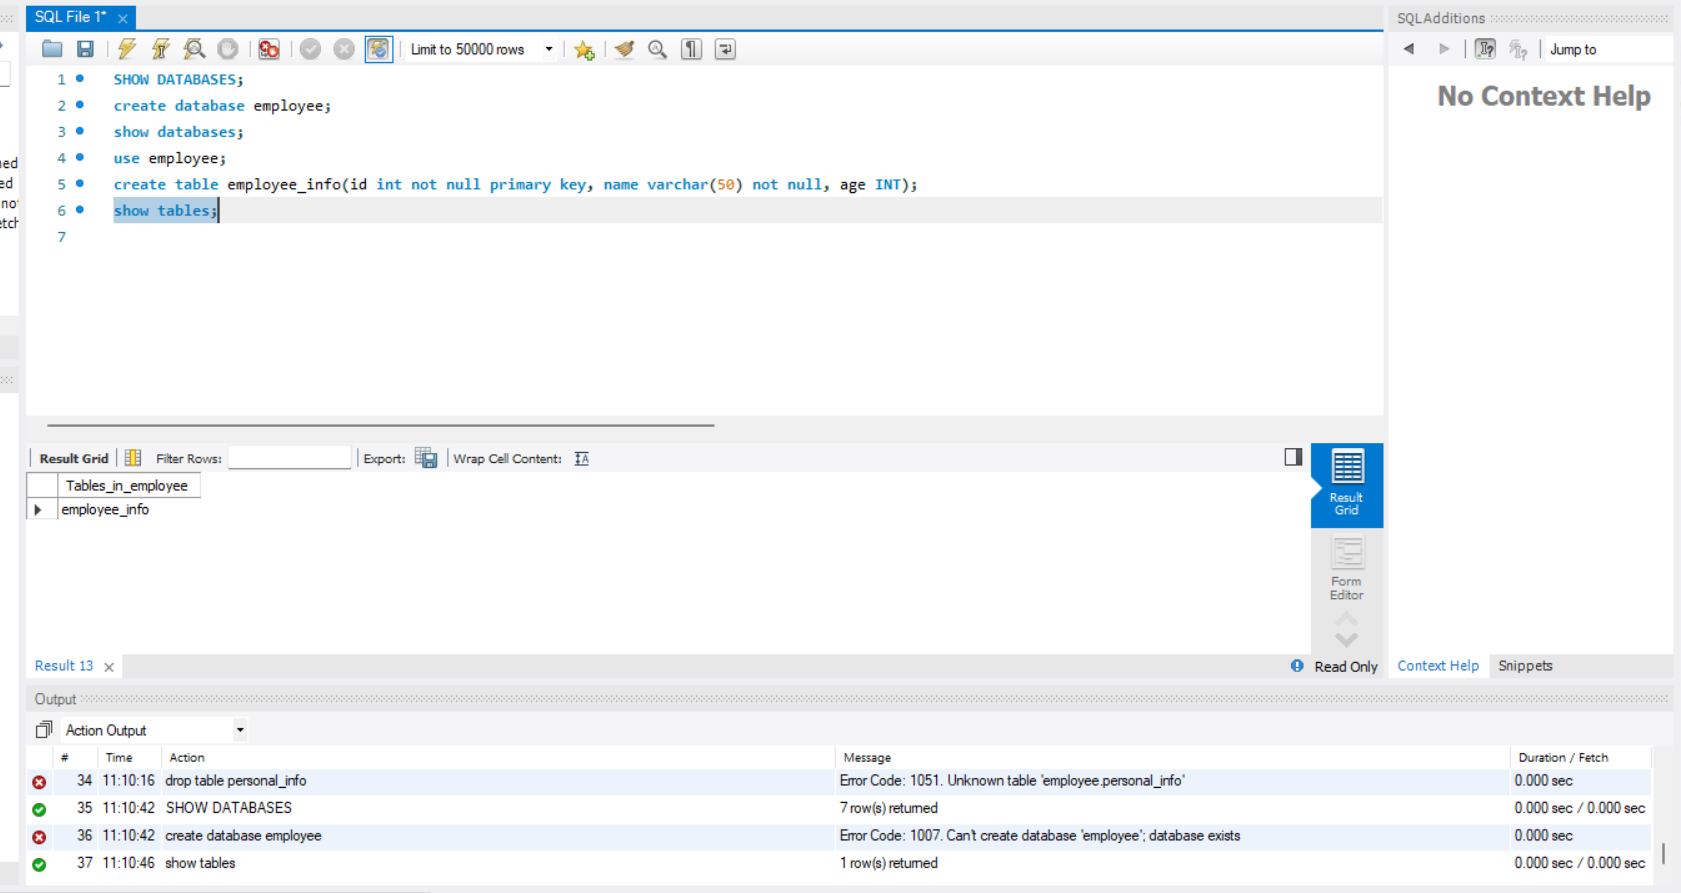 SQL File 1*
SQLAdditions
Limit to 50000 rows
Jump to
No Context Help
1 SHOW DATABASES;
2 create database employee;
3 show databases;
4 use employee;
5 create table employee_info(id int not null primary key, name varchar(50) not null, age INT);
6 show tables;
7
Result Grid Filter Rows: Export: Wrap Cell Content:
Tables_in_employee
employee_info
Result
Grid
Form
Editor
Result 13
Read Only
Context Help Snippets
Output
Action Output
# Time Action Message Duration / Fetch
34 11:10:16 drop table personal_info Error Code: 1051. Unknown table 'employee.personal_info' 0.000 sec
35 11:10:42 SHOW DATABASES 7 row(s) returned 0.000 sec / 0.000 sec
36 11:10:42 create database employee Error Code: 1007. Can't create database 'employee'; database exists 0.000 sec
37 11:10:46 show tables 1 row(s) returned 0.000 sec / 0.000 sec